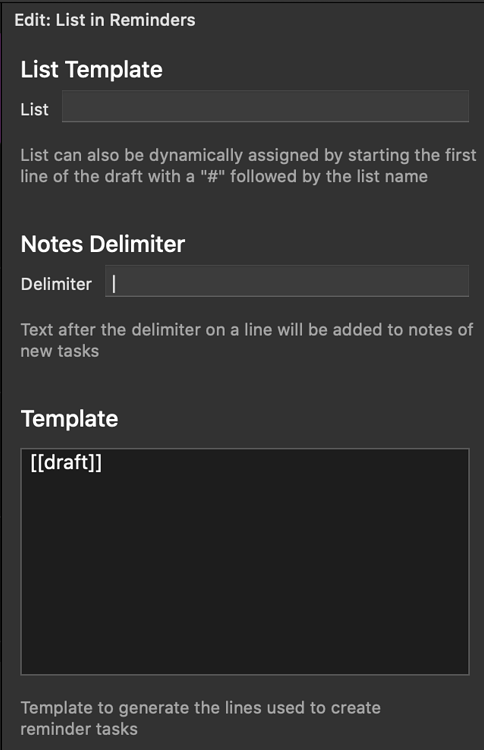 Edit: List in Reminders
List Template
List
List can also be dynamically assigned by starting the first
line of the draft with a "#" followed by the list name
Notes Delimiter
Delimiter |
Text after the delimiter on a line will be added to notes of
new tasks
Template
[[draft]]
Template to generate the lines used to create
reminder tasks